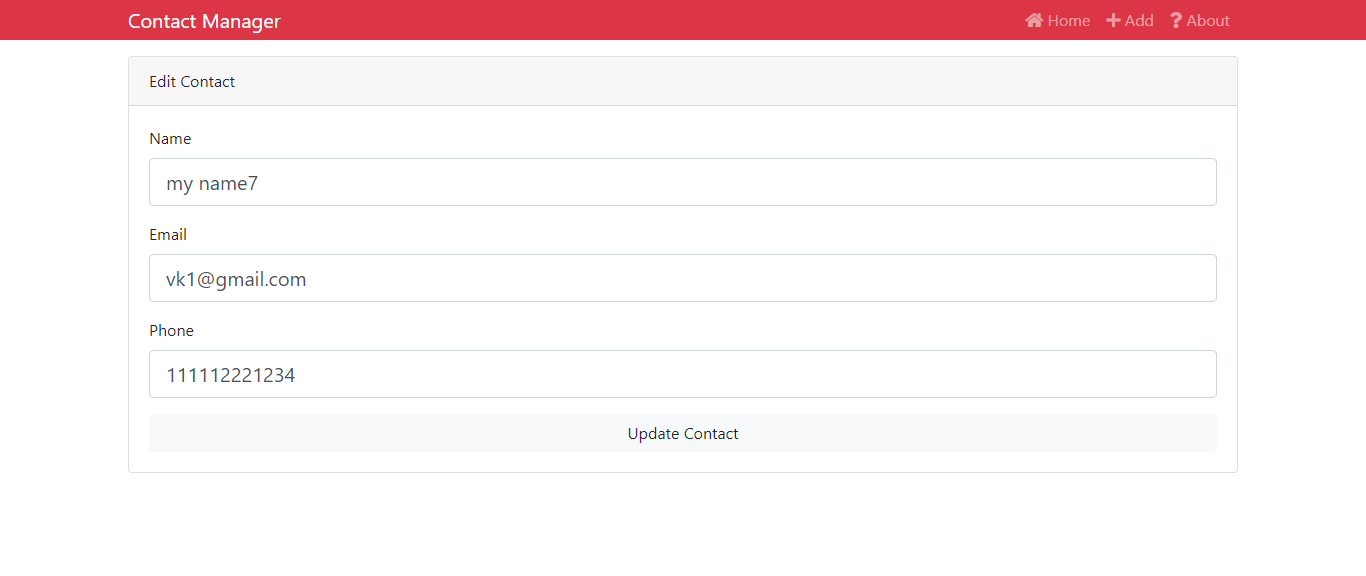 Contact Manager Home Add About
Edit Contact
Name
my name7
Email
vk1@gmail.com
Phone
111112221234
Update Contact